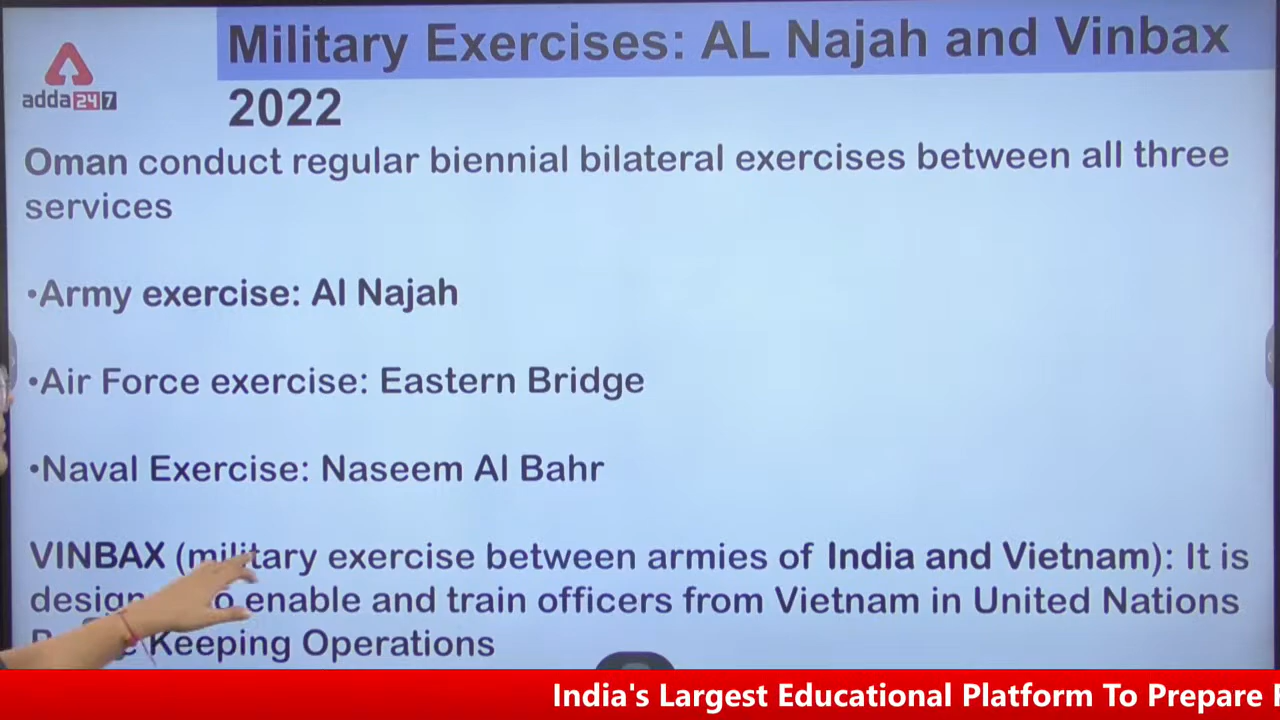 Military Exercises: AL Najah and Vinbax
adda247
2022
Oman conduct regular biennial bilateral exercises between all three
services
•Army exercise: Al Najah
•Air Force exercise: Eastern Bridge
•Naval Exercise: Naseem Al Bahr
VINBAX (military exercise between armies of India and Vietnam): It is
enable and train officers from Vietnam in United Nations
Keeping Operations
India's Largest Educational Platform To Prepare